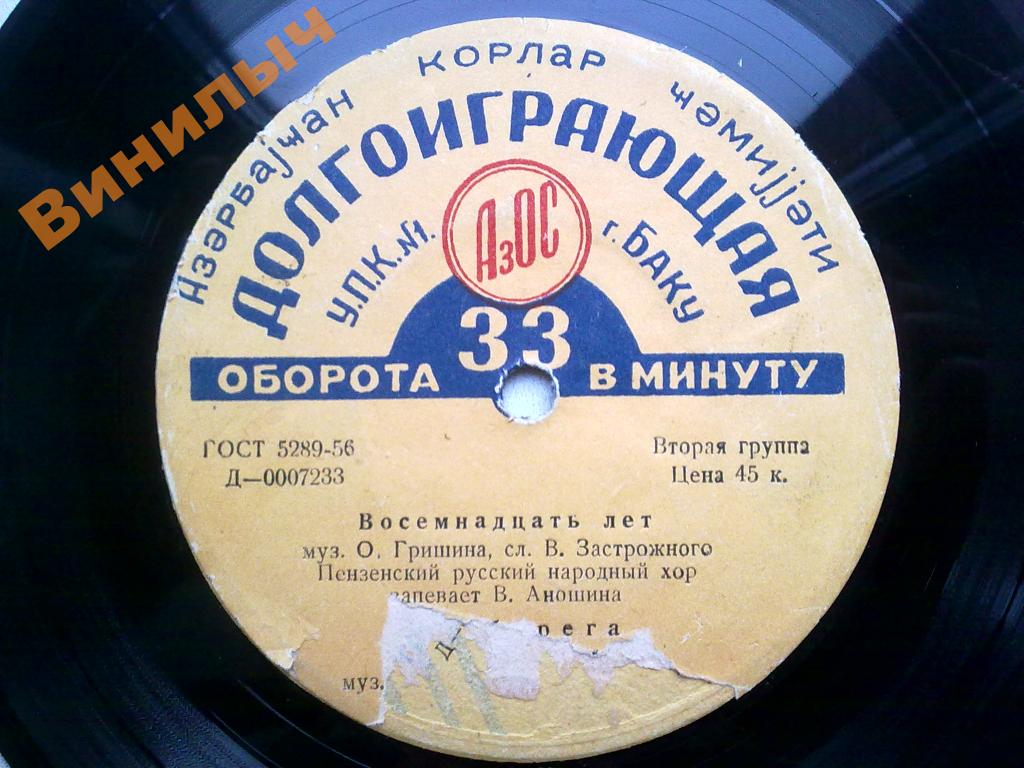 Винилыч
Азәрбајҹан корлар ҹәмијјәти
ДОЛГОИГРАЮЩАЯ
У.П.К.№1. г. БАКУ
АзОС
33
ОБОРОТА В МИНУТУ
ГОСТ 5289-56 Вторая группа
Д—0007233 Цена 45 к.
Восемнадцать лет
муз. О. Гришина, сл. В. Застрожного
Пензенский русский народный хор
запевает В. Аношина
муз.